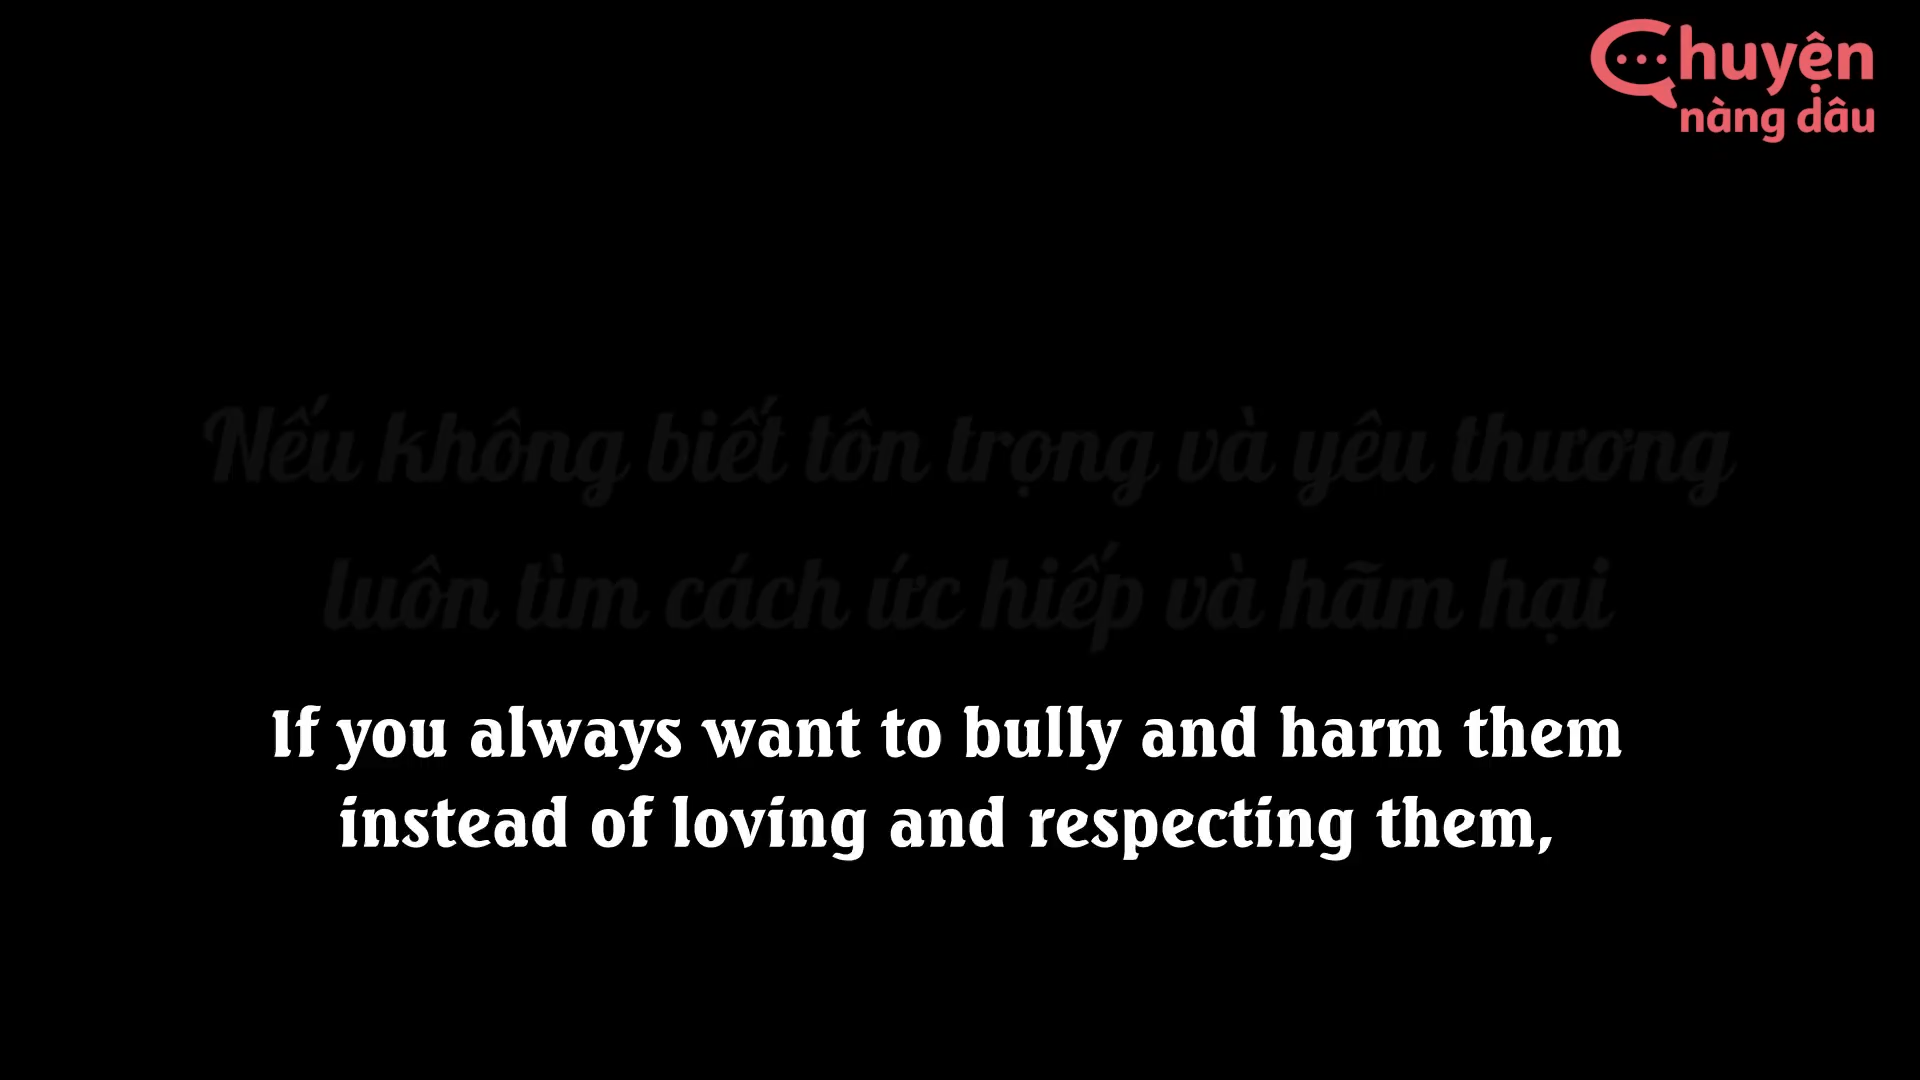 Chuyện
nàng dâu
Nếu không biết tôn trọng và yêu thương
luôn tìm cách ức hiếp và hãm hại
If you always want to bully and harm them
instead of loving and respecting them,